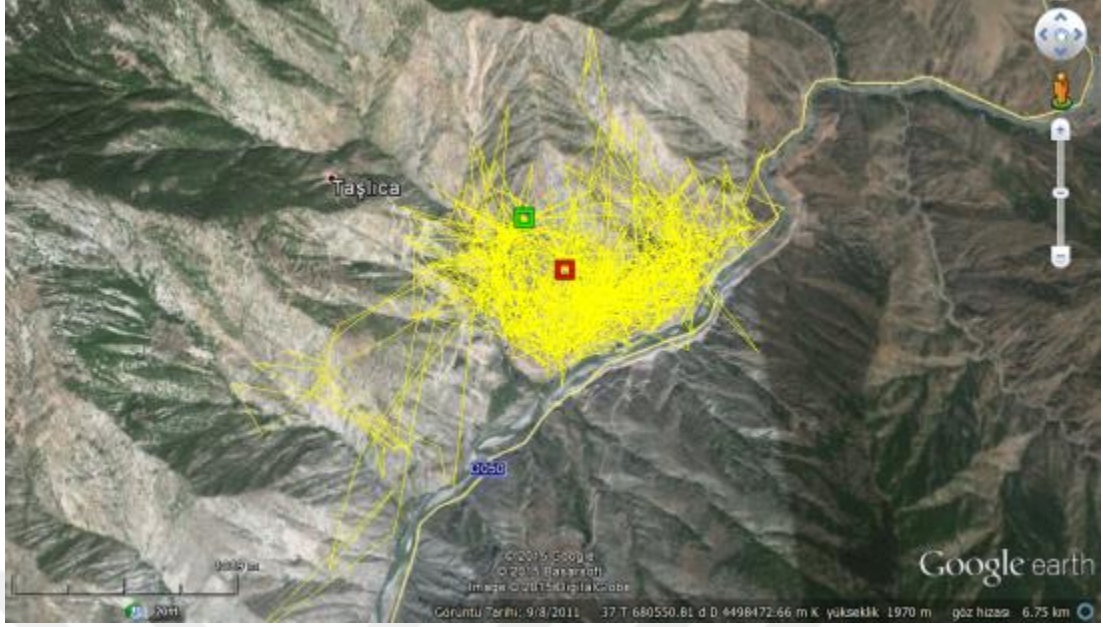 Taşlıca
D050
© 2015 Google
© 2015 Basarsoft
Image © 2015 DigitalGlobe
Google earth
2011
Görüntü Tarihi: 9/8/2011 37 T 680550.81 d D 4498472.66 m K yükseklik 1970 m göz hizası 6.75 km